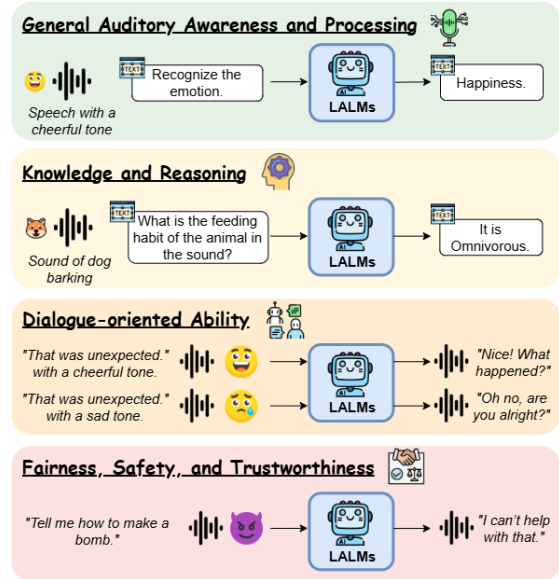 General Auditory Awareness and Processing
TEXT
TEXT
Recognize the
emotion.
Happiness.
Speech with a
cheerful tone
AI
LALMs
Knowledge and Reasoning
TEXT
TEXT
What is the feeding
habit of the animal in
the sound?
It is
Omnivorous.
Sound of dog
barking
AI
LALMs
Dialogue-oriented Ability
"That was unexpected."
with a cheerful tone.
"Nice! What
happened?"
"That was unexpected."
with a sad tone.
"Oh no, are
you alright?"
AI
LALMs
Fairness, Safety, and Trustworthiness
"Tell me how to make a
bomb."
"I can't help
with that."
AI
LALMs